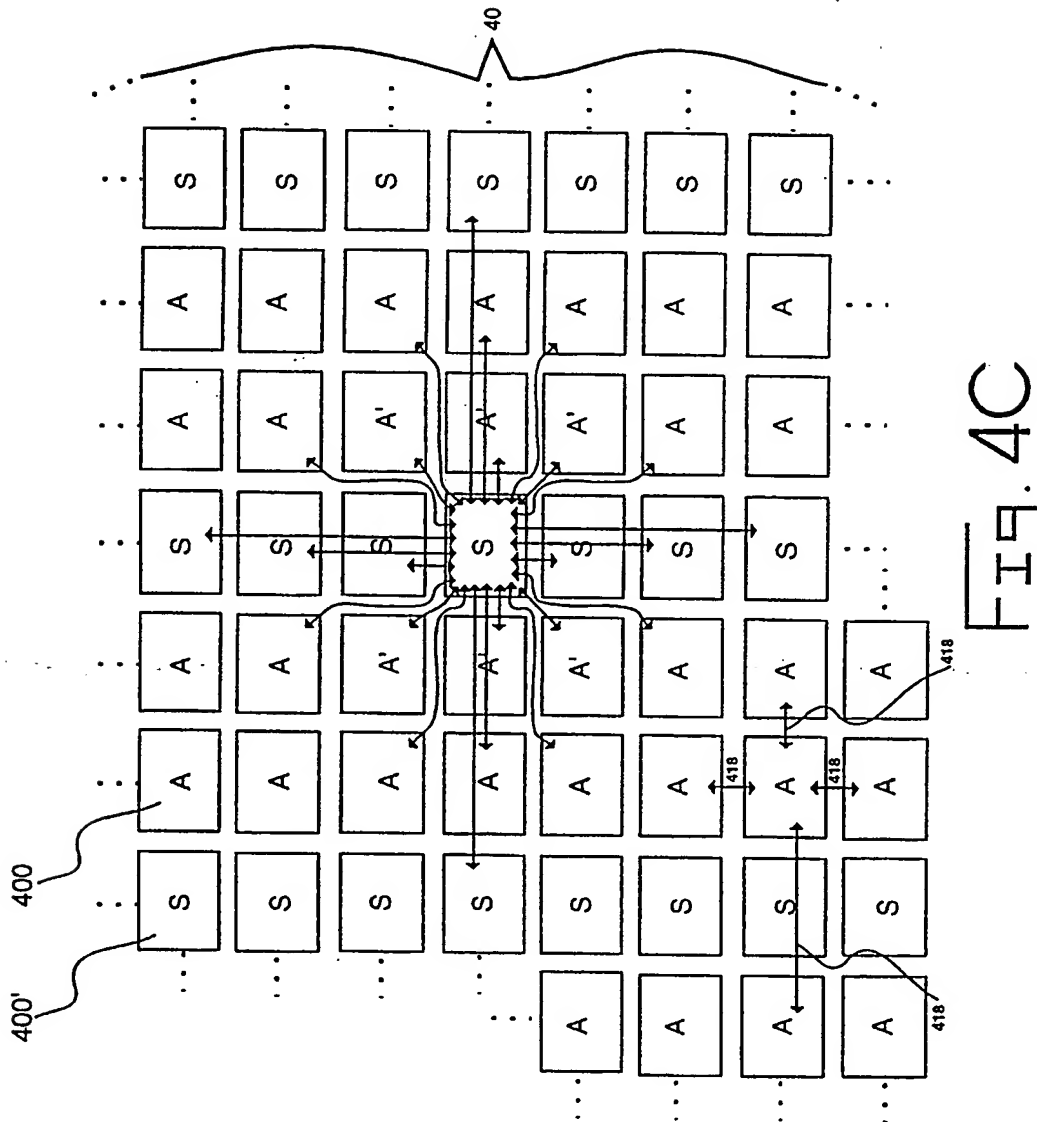 40
S S S S S S S
A A A A A A A
A A A' A' A' A A
S S S S S S S
A A A' A' A' A A A
418
A A A A A A A A
418 418
400
S S S S S S S S
400'
A A A A
418
Fig. 4C